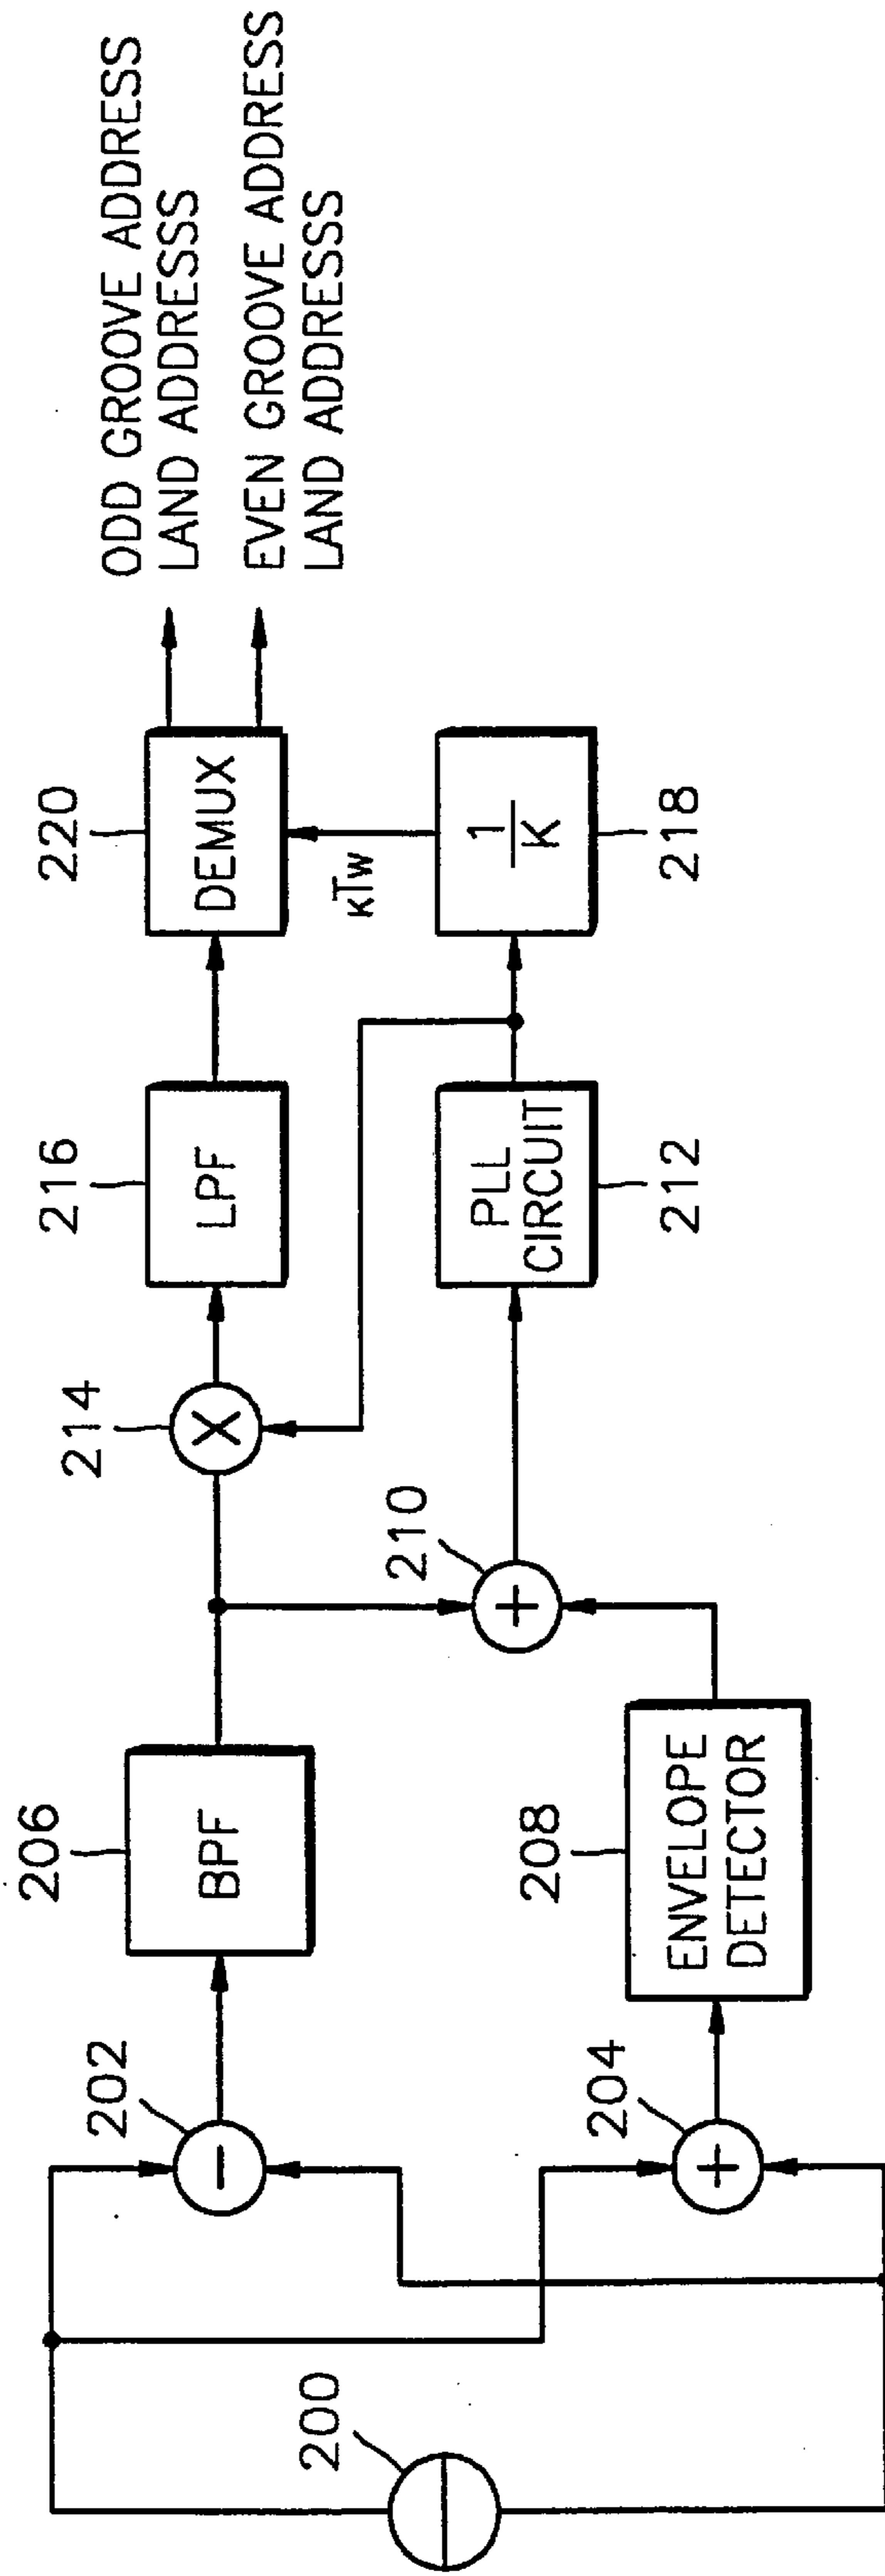 200
202
-
204
+
206
BPF
208
ENVELOPE
DETECTOR
210
+
214
X
216
LPF
PLL
CIRCUIT
212
220
DEMUX
KTw
1
K
218
ODD GROOVE ADDRESS
LAND ADDRESSS
EVEN GROOVE ADDRESS
LAND ADDRESSS